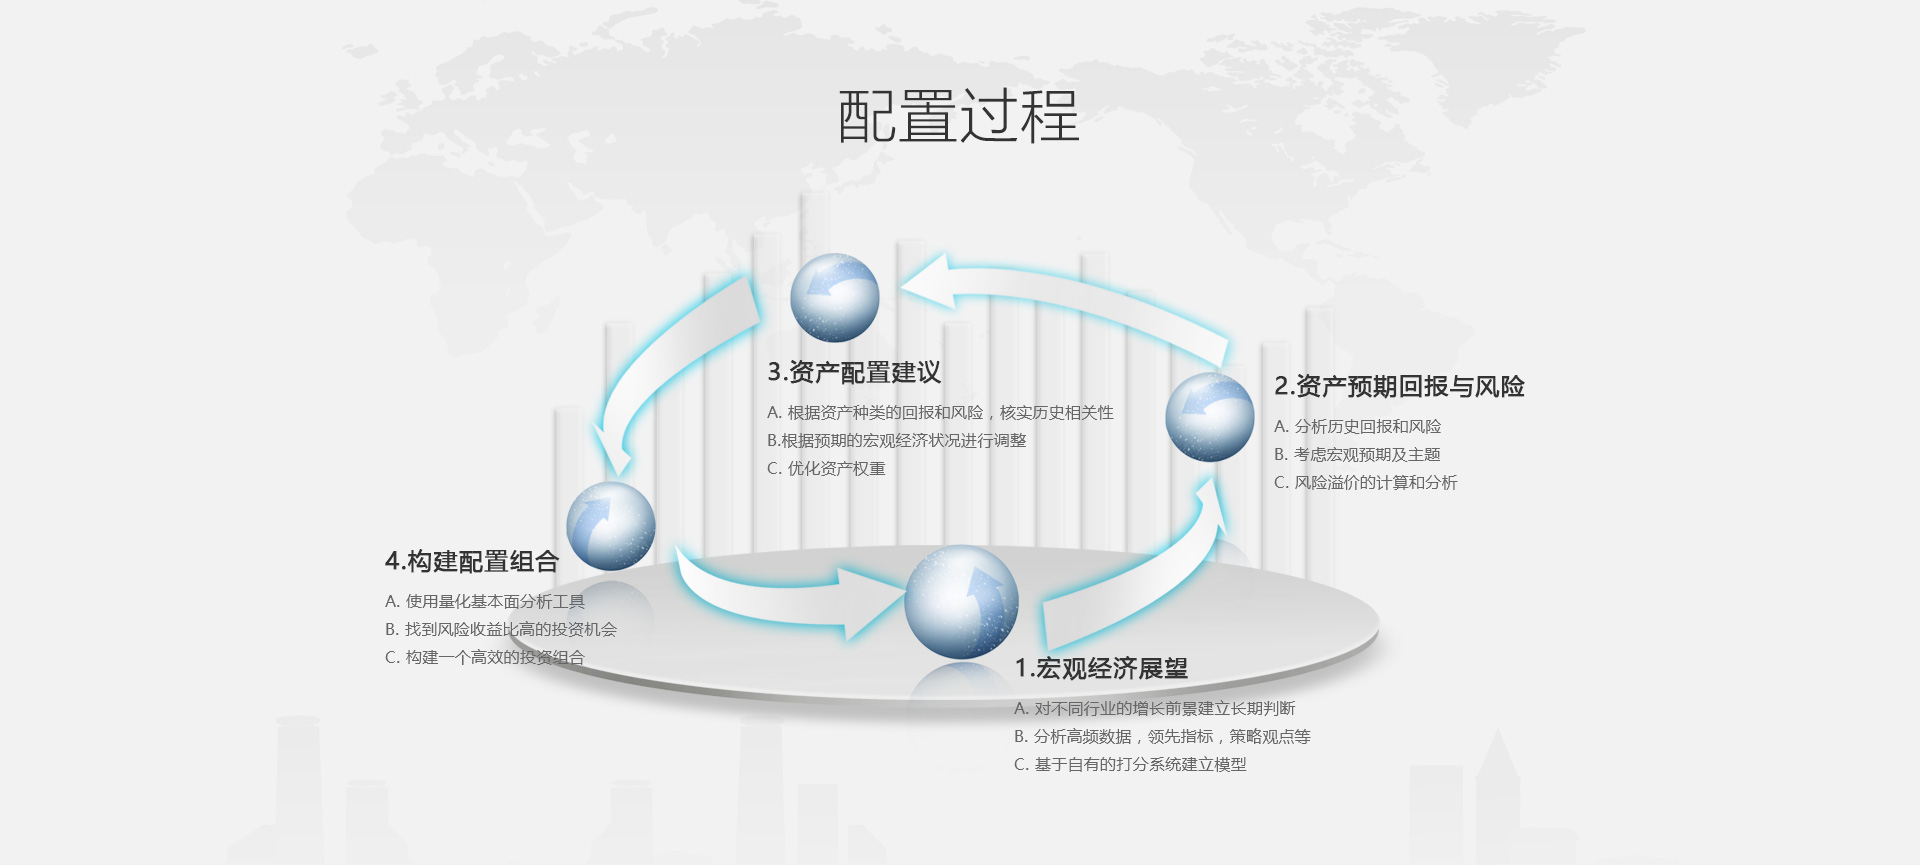 配置过程
3.资产配置建议
A. 根据资产种类的回报和风险，核实历史相关性
B.根据预期的宏观经济状况进行调整
C. 优化资产权重
2.资产预期回报与风险
A. 分析历史回报和风险
B. 考虑宏观预期及主题
C. 风险溢价的计算和分析
4.构建配置组合
A. 使用量化基本面分析工具
B. 找到风险收益比高的投资机会
C. 构建一个高效的投资组合
1.宏观经济展望
A. 对不同行业的增长前景建立长期判断
B. 分析高频数据，领先指标，策略观点等
C. 基于自有的打分系统建立模型